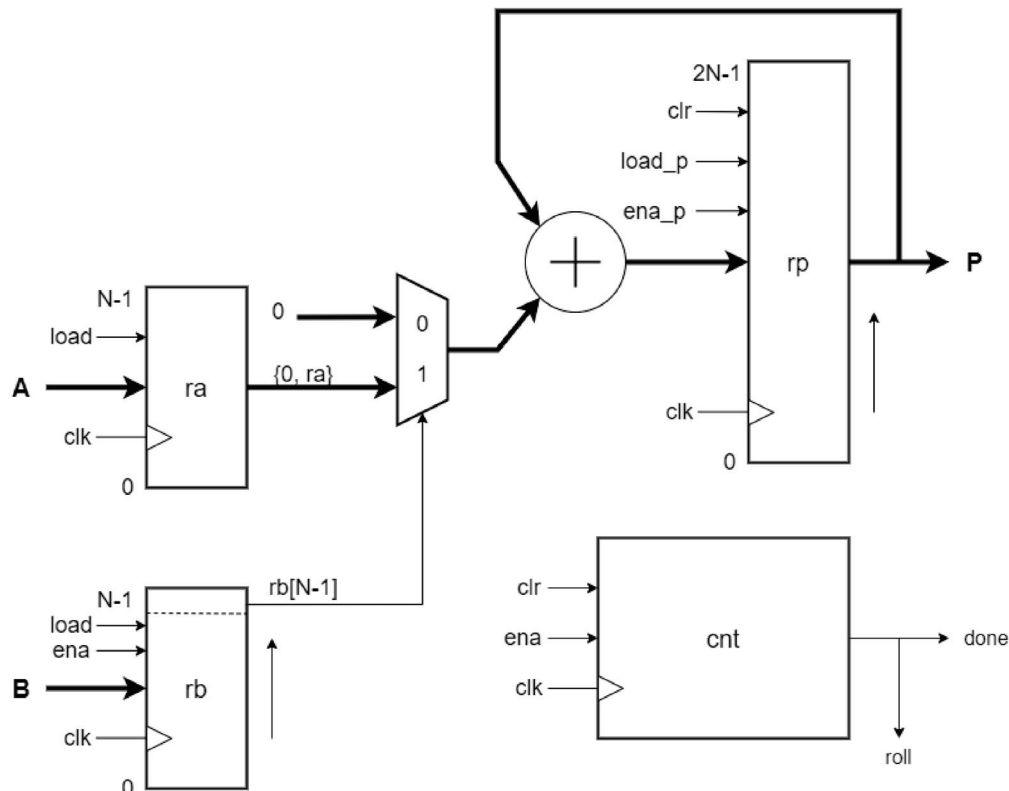 2N-1
clr
load_p
ena_p
rp
P
clk
0
N-1
load
A
ra
clk
0
0
{0, ra}
0
1
N-1
rb[N-1]
load
ena
B
rb
clk
0
clr
ena
cnt
done
clk
roll